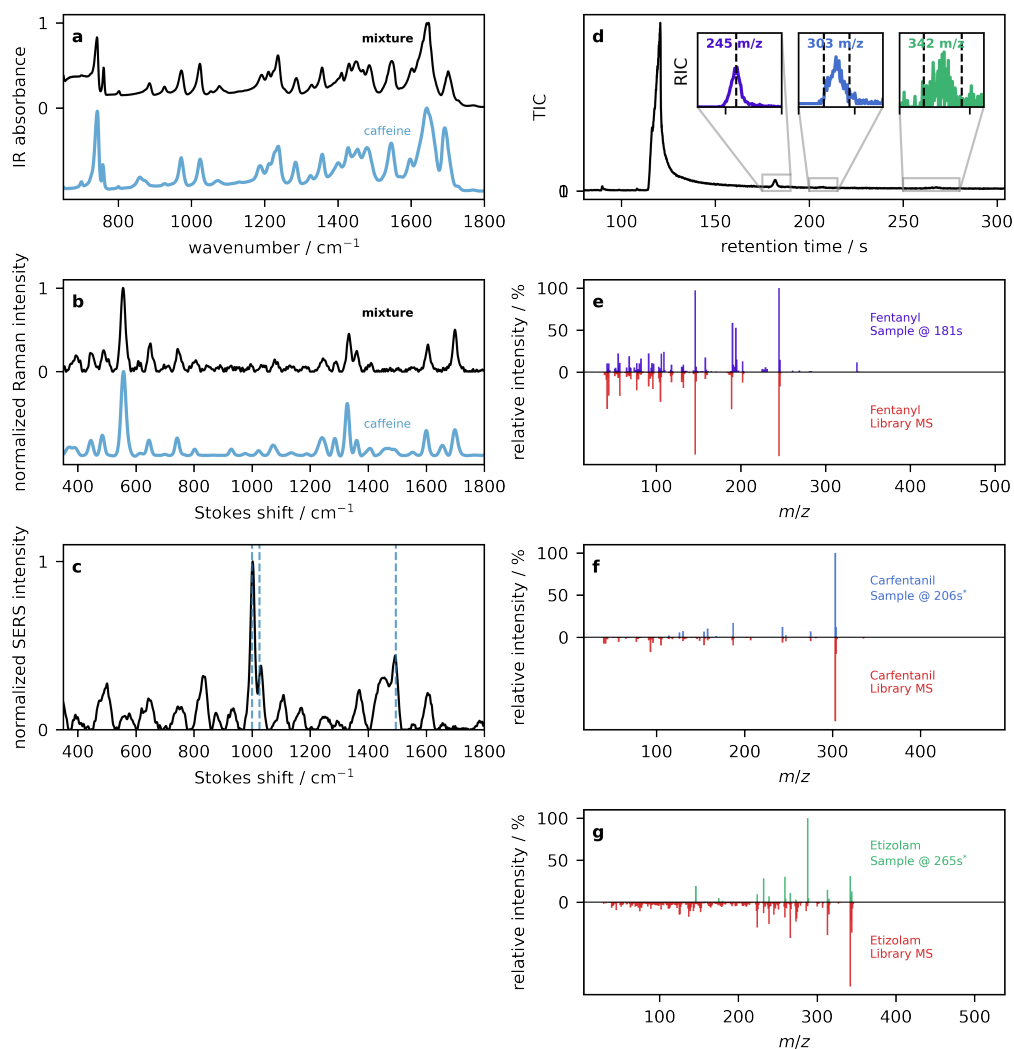 a
mixture
caffeine
1
0
IR absorbance
800 1000 1200 1400 1600 1800
wavenumber / cm⁻¹
b
mixture
caffeine
1
0
normalized Raman intensity
400 600 800 1000 1200 1400 1600 1800
Stokes shift / cm⁻¹
c
1
0
normalized SERS intensity
400 600 800 1000 1200 1400 1600 1800
Stokes shift / cm⁻¹
d
245 m/z
303 m/z
342 m/z
RIC
TIC
0
100 150 200 250 300
retention time / s
e
Fentanyl
Sample @ 181s
Fentanyl
Library MS
100
50
0
relative intensity / %
100 200 300 400 500
m/z
f
Carfentanil
Sample @ 206s*
Carfentanil
Library MS
100
50
0
relative intensity / %
100 200 300 400
m/z
g
Etizolam
Sample @ 265s*
Etizolam
Library MS
100
50
0
relative intensity / %
100 200 300 400 500
m/z